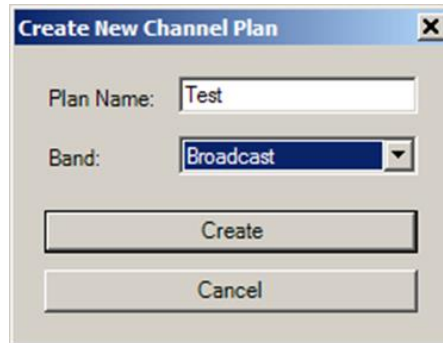 Create New Channel Plan
Plan Name: Test
Band: Broadcast
Create
Cancel